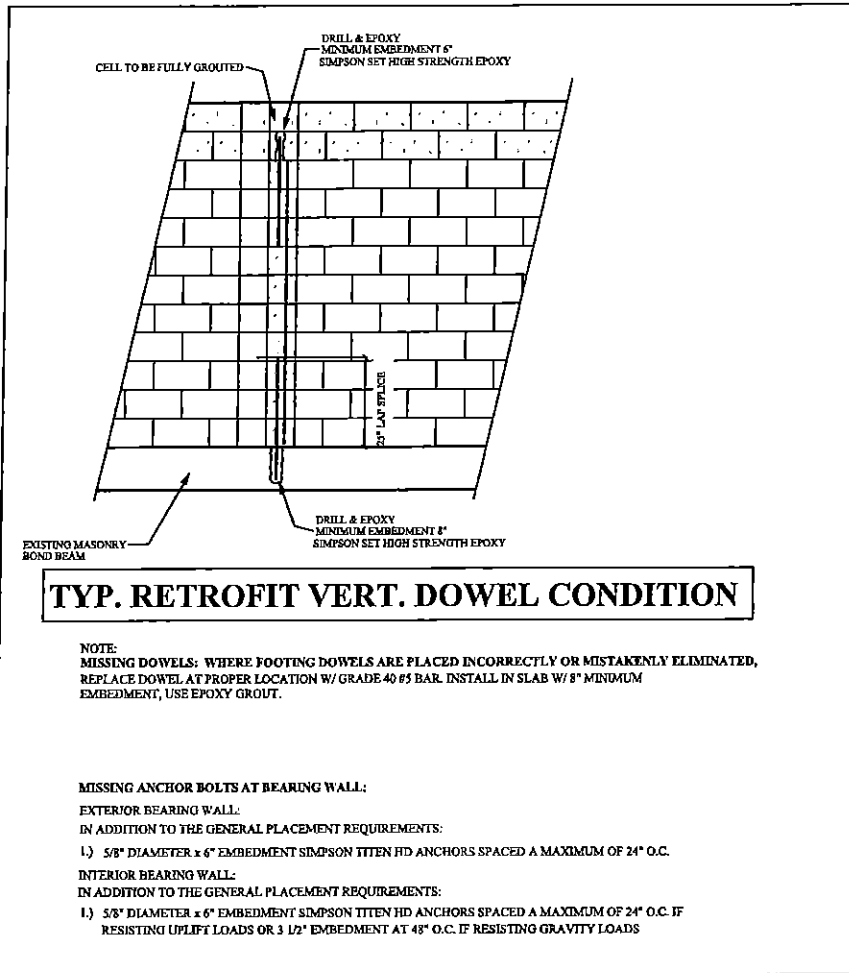 DRILL & EPOXY
MINIMUM EMBEDMENT 6"
SIMPSON SET HIGH STRENGTH EPOXY
CELL TO BE FULLY GROUTED
25" LAP SPLICE
DRILL & EPOXY
MINIMUM EMBEDMENT 8"
SIMPSON SET HIGH STRENGTH EPOXY
EXISTING MASONRY
BOND BEAM
TYP. RETROFIT VERT. DOWEL CONDITION
NOTE:
MISSING DOWELS: WHERE FOOTING DOWELS ARE PLACED INCORRECTLY OR MISTAKENLY ELIMINATED,
REPLACE DOWEL AT PROPER LOCATION W/ GRADE 40 #5 BAR. INSTALL IN SLAB W/ 8" MINIMUM
EMBEDMENT, USE EPOXY GROUT.
MISSING ANCHOR BOLTS AT BEARING WALL:
EXTERIOR BEARING WALL:
IN ADDITION TO THE GENERAL PLACEMENT REQUIREMENTS:
1.) 5/8" DIAMETER x 6" EMBEDMENT SIMPSON TITEN HD ANCHORS SPACED A MAXIMUM OF 24" O.C.
INTERIOR BEARING WALL:
IN ADDITION TO THE GENERAL PLACEMENT REQUIREMENTS:
1.) 5/8" DIAMETER x 6" EMBEDMENT SIMPSON TITEN HD ANCHORS SPACED A MAXIMUM OF 24" O.C. IF
RESISTING UPLIFT LOADS OR 3 1/2" EMBEDMENT AT 48" O.C. IF RESISTING GRAVITY LOADS